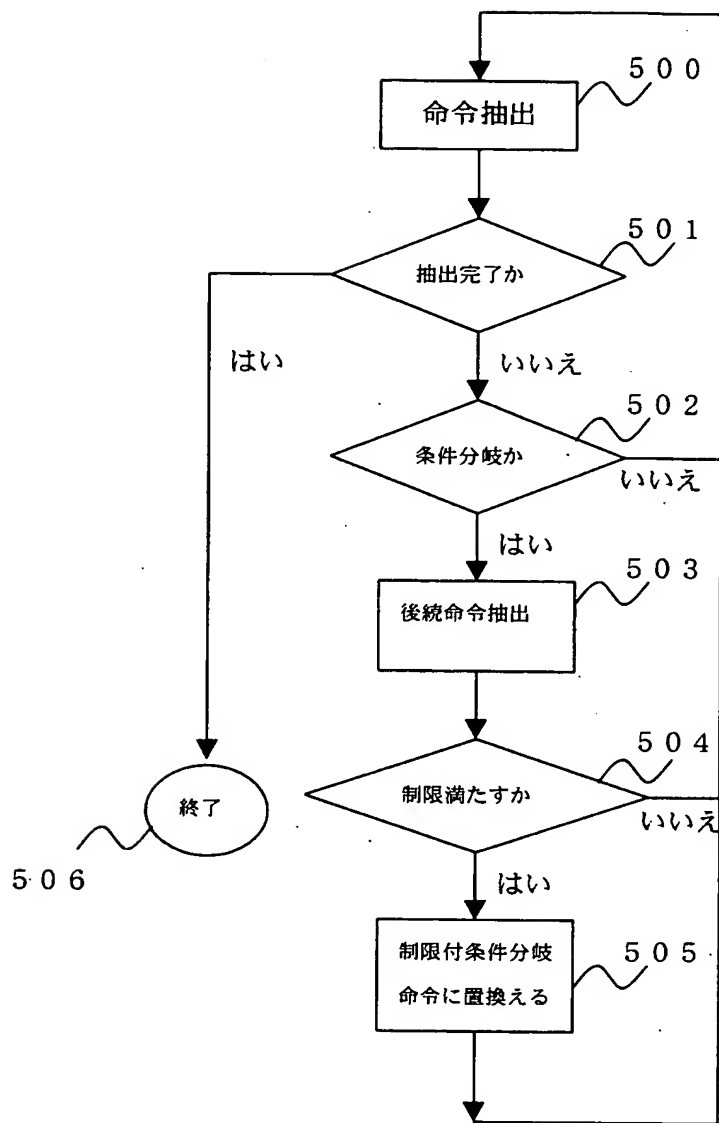 ５００
命令抽出
５０１
抽出完了か
はい
いいえ
５０２
条件分岐か
いいえ
はい
５０３
後続命令抽出
５０４
制限満たすか
いいえ
終了
５０６
はい
５０５
制限付条件分岐
命令に置換える